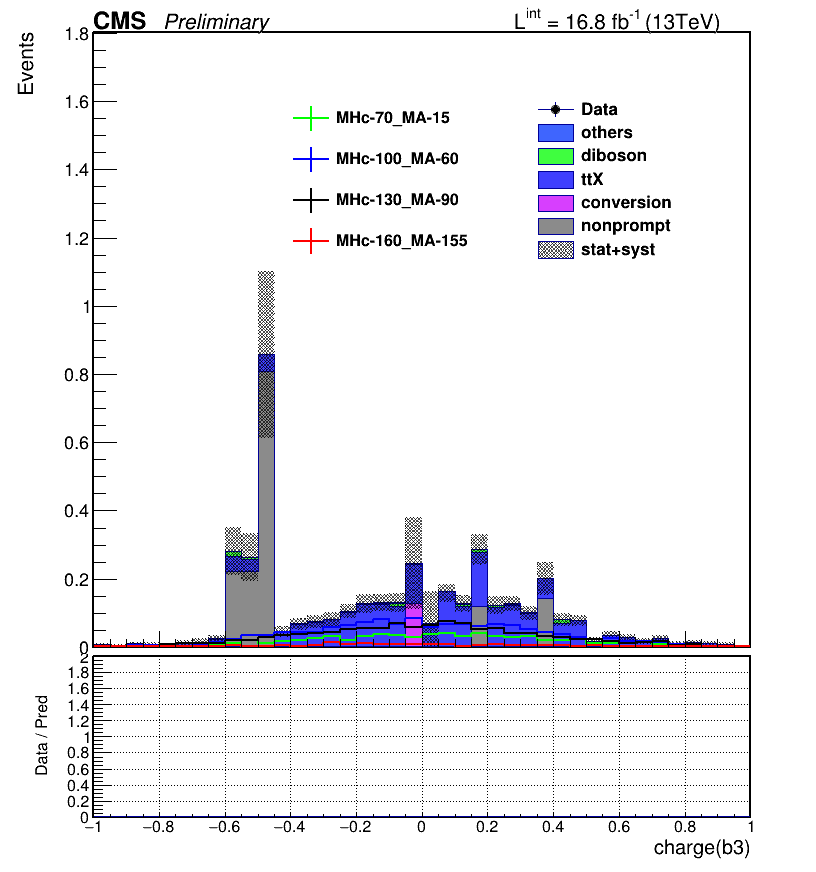 CMS Preliminary L^int = 16.8 fb^-1 (13TeV)
Events
1.8
1.6
1.4
1.2
1
0.8
0.6
0.4
0.2
0
MHc-70_MA-15
MHc-100_MA-60
MHc-130_MA-90
MHc-160_MA-155
Data
others
diboson
ttX
conversion
nonprompt
stat+syst
Data / Pred
2
1.8
1.6
1.4
1.2
1
0.8
0.6
0.4
0.2
0
−1 −0.8 −0.6 −0.4 −0.2 0 0.2 0.4 0.6 0.8 1
charge(b3)